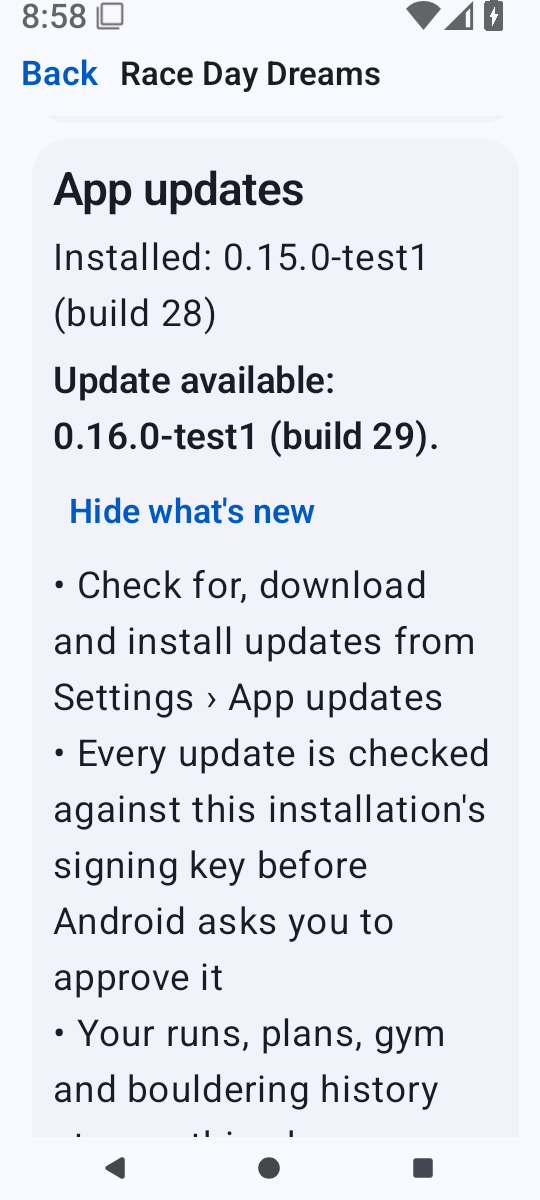 8:58
Back Race Day Dreams
App updates
Installed: 0.15.0-test1
(build 28)
Update available:
0.16.0-test1 (build 29).
Hide what's new
• Check for, download
and install updates from
Settings › App updates
• Every update is checked
against this installation's
signing key before
Android asks you to
approve it
• Your runs, plans, gym
and bouldering history